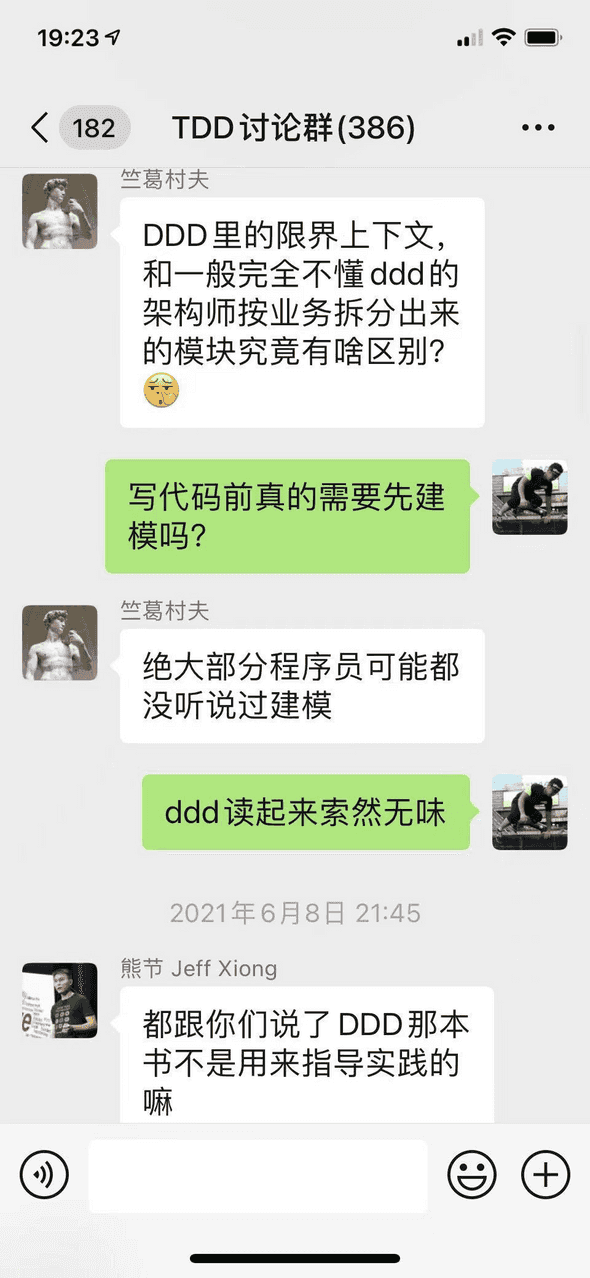 19:23
182
TDD讨论群(386)
竺葛村夫
DDD里的限界上下文，
和一般完全不懂ddd的
架构师按业务拆分出来
的模块究竟有啥区别？
写代码前真的需要先建
模吗？
竺葛村夫
绝大部分程序员可能都
没听说过建模
ddd读起来索然无味
2021年6月8日 21:45
熊节 Jeff Xiong
都跟你们说了DDD那本
书不是用来指导实践的
嘛